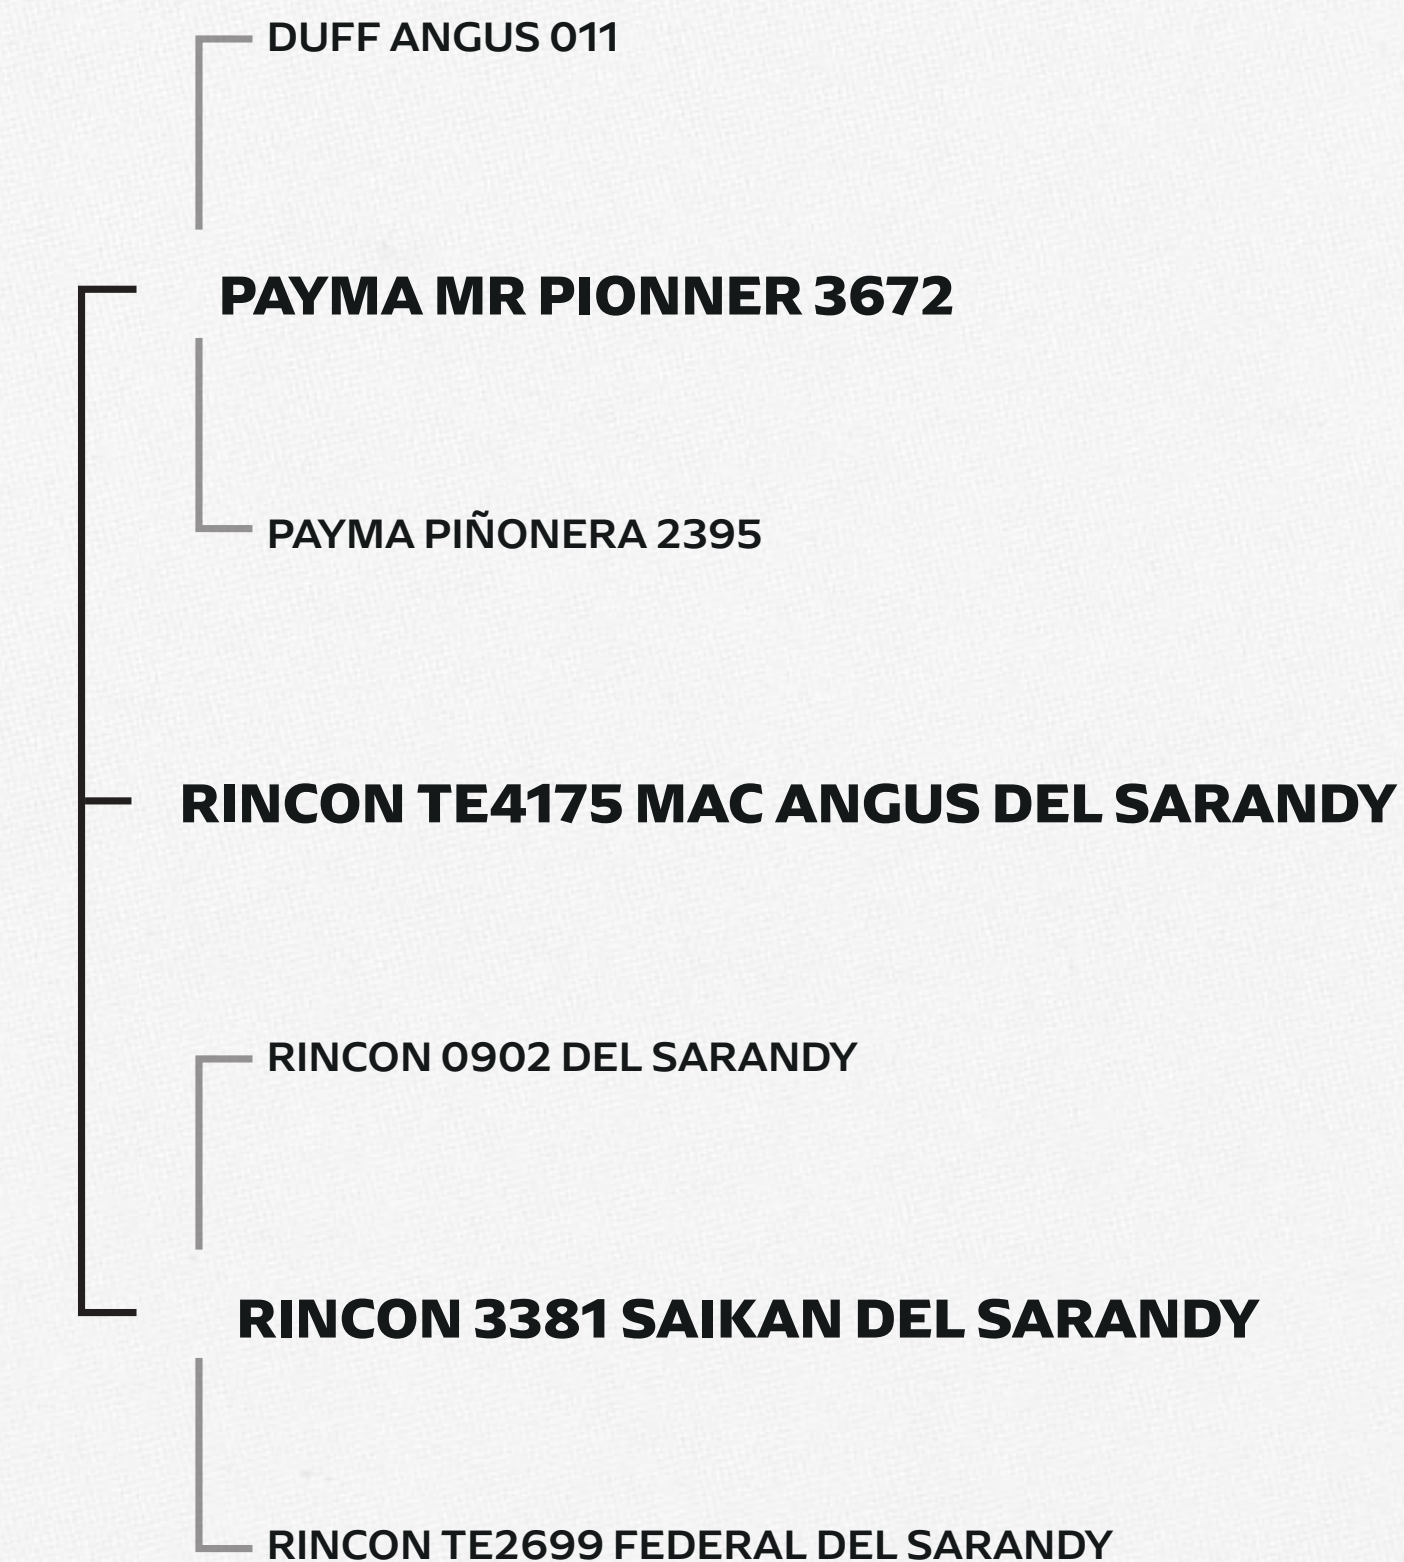 DUFF ANGUS 011
PAYMA MR PIONNER 3672
PAYMA PIÑONERA 2395
RINCON TE4175 MAC ANGUS DEL SARANDY
RINCON 0902 DEL SARANDY
RINCON 3381 SAIKAN DEL SARANDY
RINCON TE2699 FEDERAL DEL SARANDY